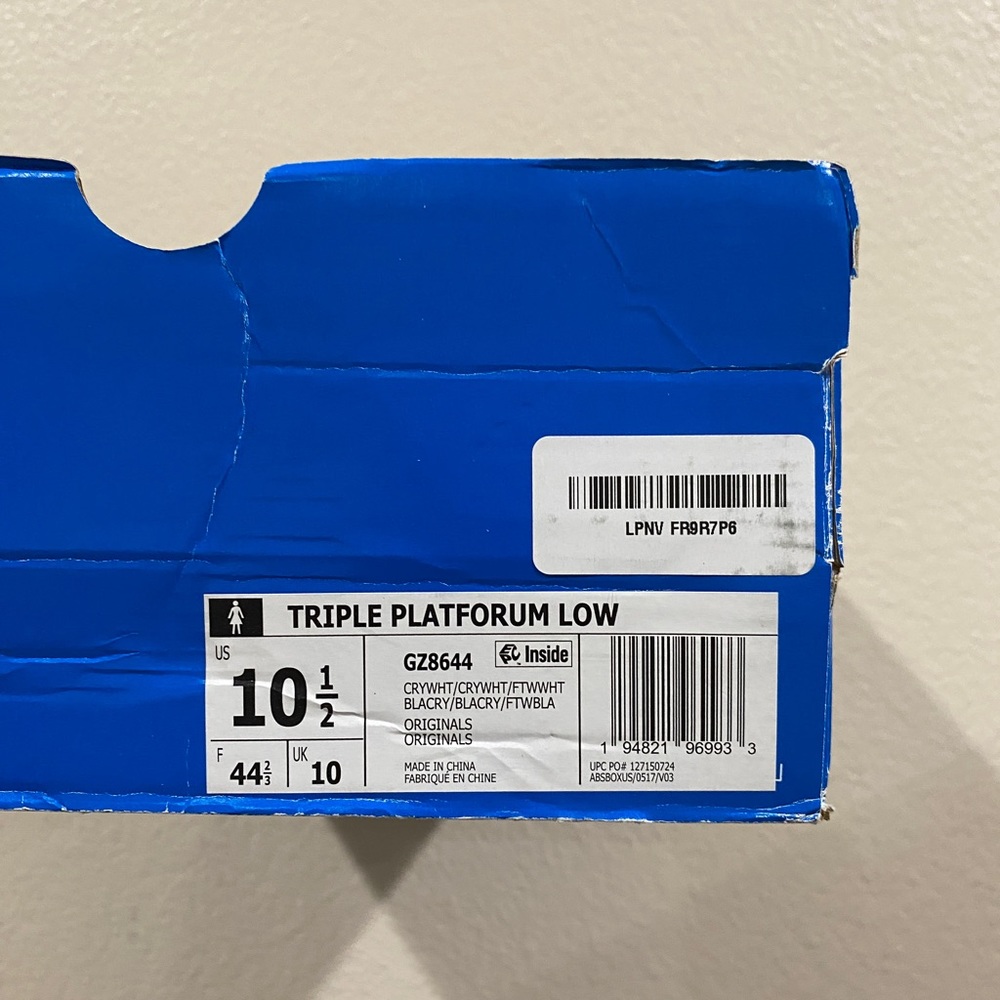 LPNV FR9R7P6
TRIPLE PLATFORUM LOW
US
10 1/2
F
44 2/3
UK
10
GZ8644
Inside
CRYWHT/CRYWHT/FTWWHT
BLACRY/BLACRY/FTWBLA
ORIGINALS
ORIGINALS
MADE IN CHINA
FABRIQUÉ EN CHINE
1 94821 96993 3
UPC PO# 127150724
ABSBOXUS/0517/V03